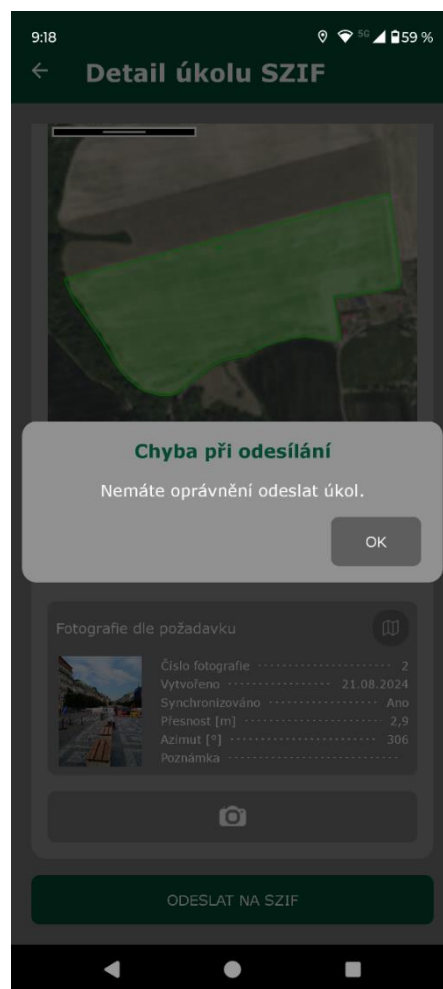 9:18
5G
59 %
Detail úkolu SZIF
Chyba při odesílání
Nemáte oprávnění odeslat úkol.
OK
Fotografie dle požadavku
Číslo fotografie 2
Vytvořeno 21.08.2024
Synchronizováno Ano
Přesnost [m] 2,9
Azimut [°] 306
Poznámka
ODESLAT NA SZIF